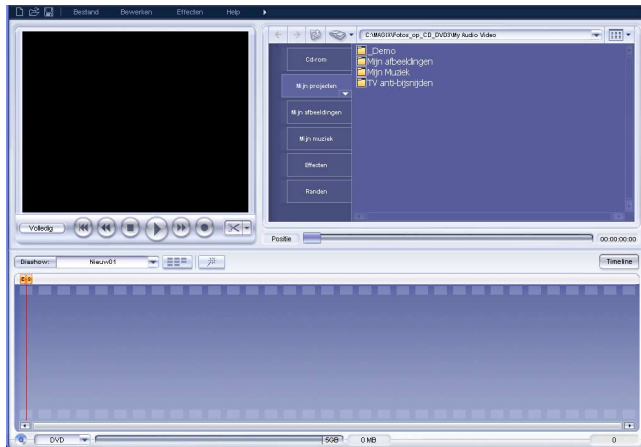 Bestand Bewerken Effecten Help
C:\MAGIX\Fotos_op_CD_DVD3\My Audio Video
Cd-rom
Mijn projecten
Mijn afbeeldingen
Mijn muziek
Effecten
Randen
_Demo
Mijn afbeeldingen
Mijn Muziek
TV anti-bijsnijden
Volledig
Positie 00:00:00:00
Diashow: Nieuw01 Timeline
DVD 5GB 0 MB 0